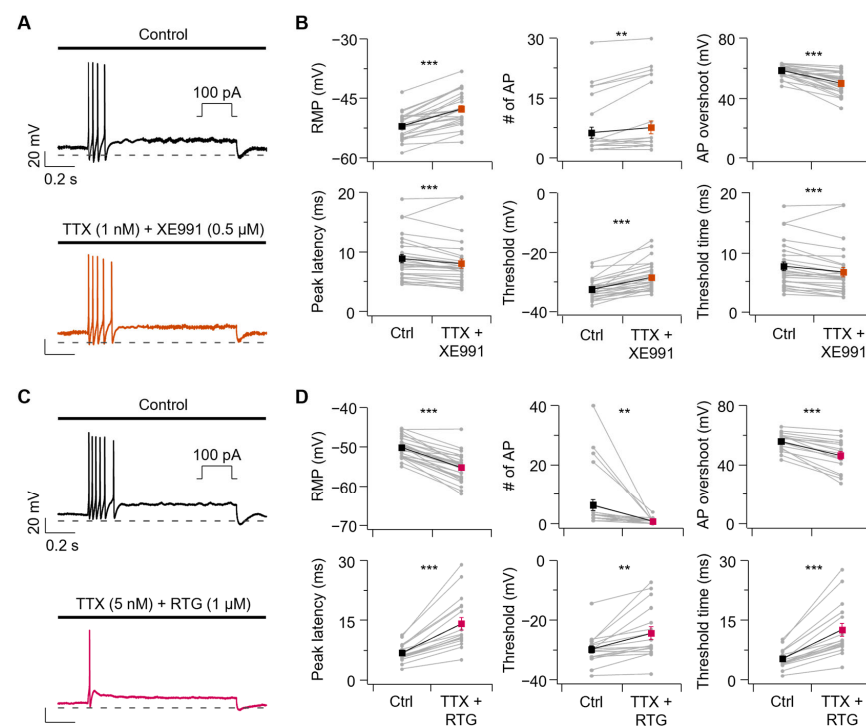 A
Control
100 pA
20 mV
0.2 s
TTX (1 nM) + XE991 (0.5 µM)
B
RMP (mV)
−30
−45
−60
***
# of AP
30
15
0
**
AP overshoot (mV)
80
60
40
20
0
***
Peak latency (ms)
20
10
0
***
Ctrl
TTX +
XE991
Threshold (mV)
0
−20
−40
***
Ctrl
TTX +
XE991
Threshold time (ms)
20
10
0
***
Ctrl
TTX +
XE991
C
Control
100 pA
20 mV
0.2 s
TTX (5 nM) + RTG (1 µM)
D
RMP (mV)
−40
−50
−60
−70
***
# of AP
40
20
0
**
AP overshoot (mV)
80
40
0
***
Peak latency (ms)
30
15
0
***
Ctrl
TTX +
RTG
Threshold (mV)
0
−20
−40
**
Ctrl
TTX +
RTG
Threshold time (ms)
30
15
0
***
Ctrl
TTX +
RTG